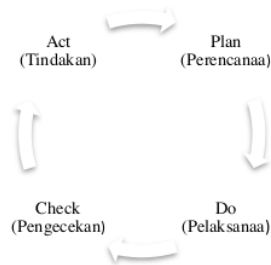 Act
(Tindakan)
Plan
(Perencanaa)
Check
(Pengecekan)
Do
(Pelaksanaa)